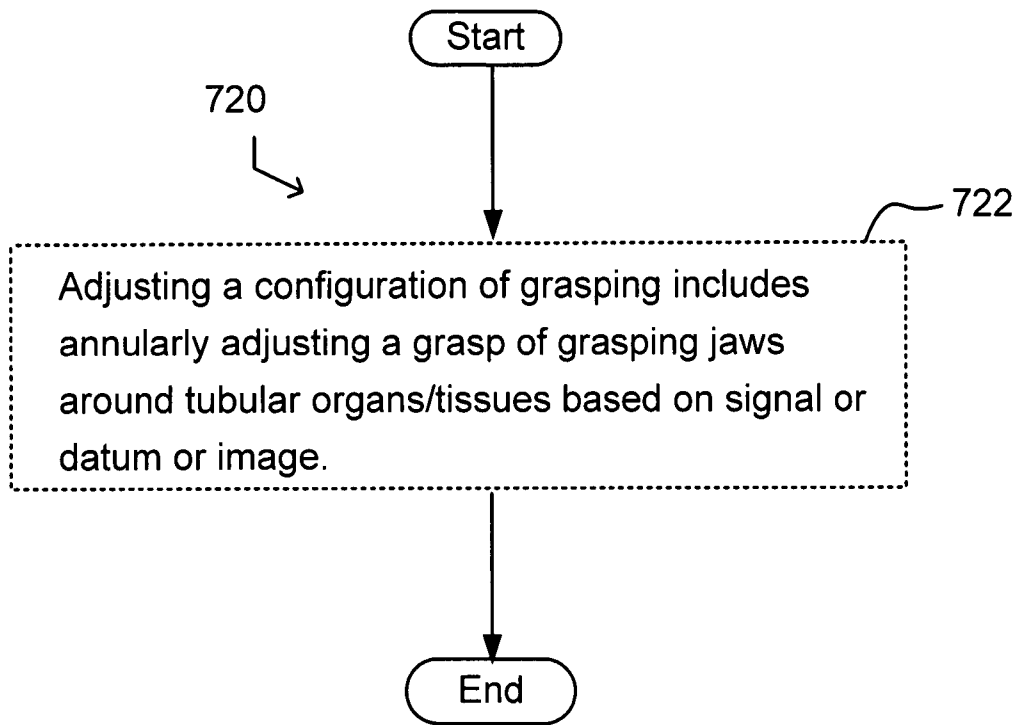 Start
720
722
Adjusting a configuration of grasping includes
annularly adjusting a grasp of grasping jaws
around tubular organs/tissues based on signal or
datum or image.
End